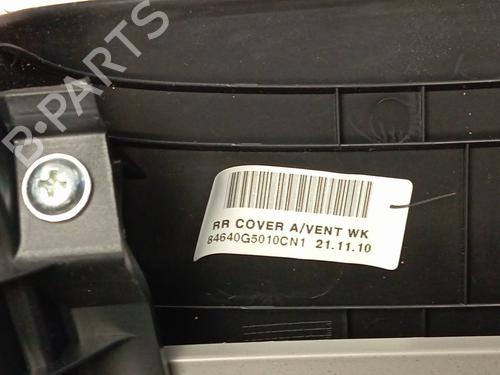 B-PARTS
RR COVER A/VENT WK
84640G5010CN1 21.11.10